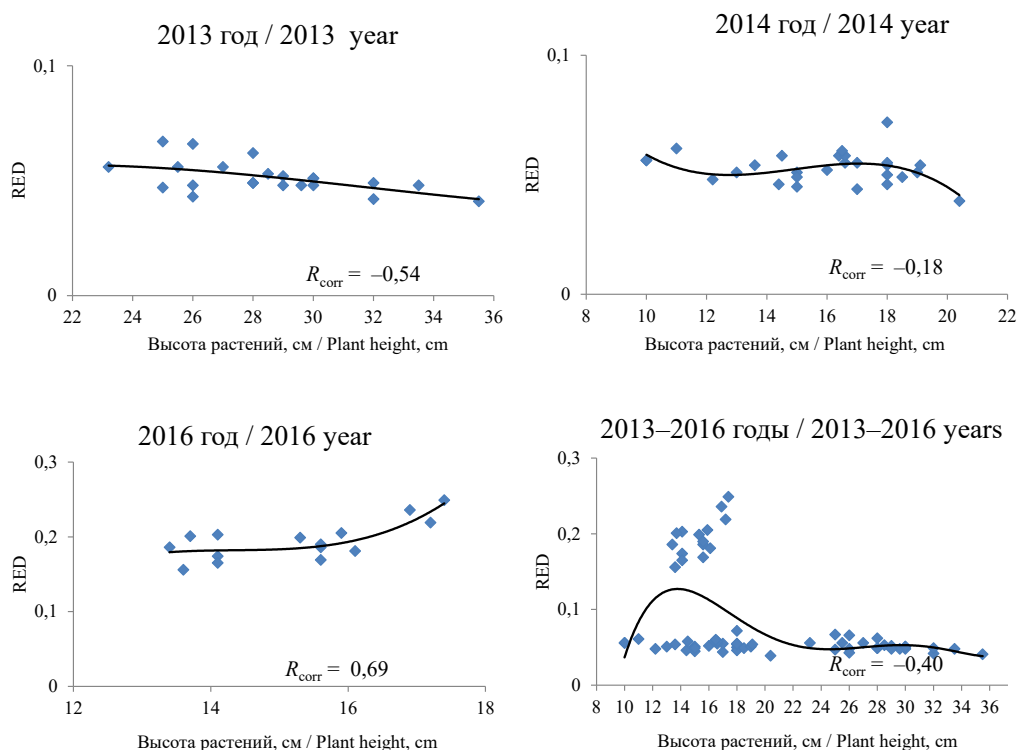 2013 год / 2013 year
0,1
RED
0
R corr = –0,54
22 24 26 28 30 32 34 36
Высота растений, см / Plant height, cm
2014 год / 2014 year
0,1
RED
0
R corr = –0,18
8 10 12 14 16 18 20 22
Высота растений, см / Plant height, cm
2016 год / 2016 year
0,3
0,2
RED
0,1
R corr = 0,69
0
12 14 16 18
Высота растений, см / Plant height, cm
2013–2016 годы / 2013–2016 years
0,3
0,2
RED
0,1
R corr = –0,40
0
8 10 12 14 16 18 20 22 24 26 28 30 32 34 36
Высота растений, см / Plant height, cm